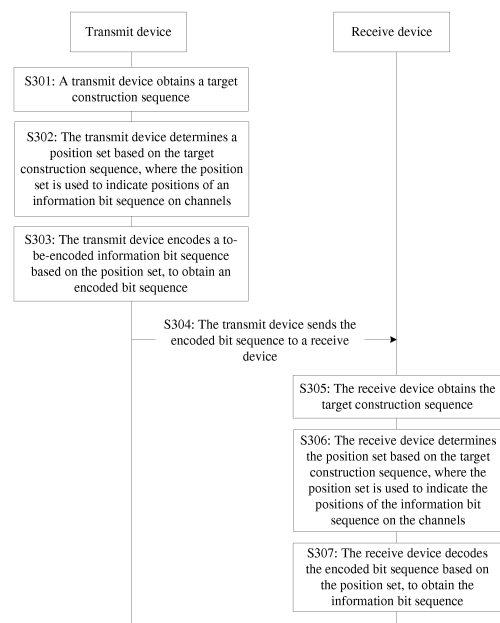 Transmit device
Receive device
S301: A transmit device obtains a target
construction sequence
S302: The transmit device determines a
position set based on the target
construction sequence, where the position
set is used to indicate positions of an
information bit sequence on channels
S303: The transmit device encodes a to-
be-encoded information bit sequence
based on the position set, to obtain an
encoded bit sequence
S304: The transmit device sends the
encoded bit sequence to a receive
device
S305: The receive device obtains the
target construction sequence
S306: The receive device determines
the position set based on the target
construction sequence, where the
position set is used to indicate the
positions of the information bit
sequence on the channels
S307: The receive device decodes
the encoded bit sequence based on
the position set, to obtain the
information bit sequence